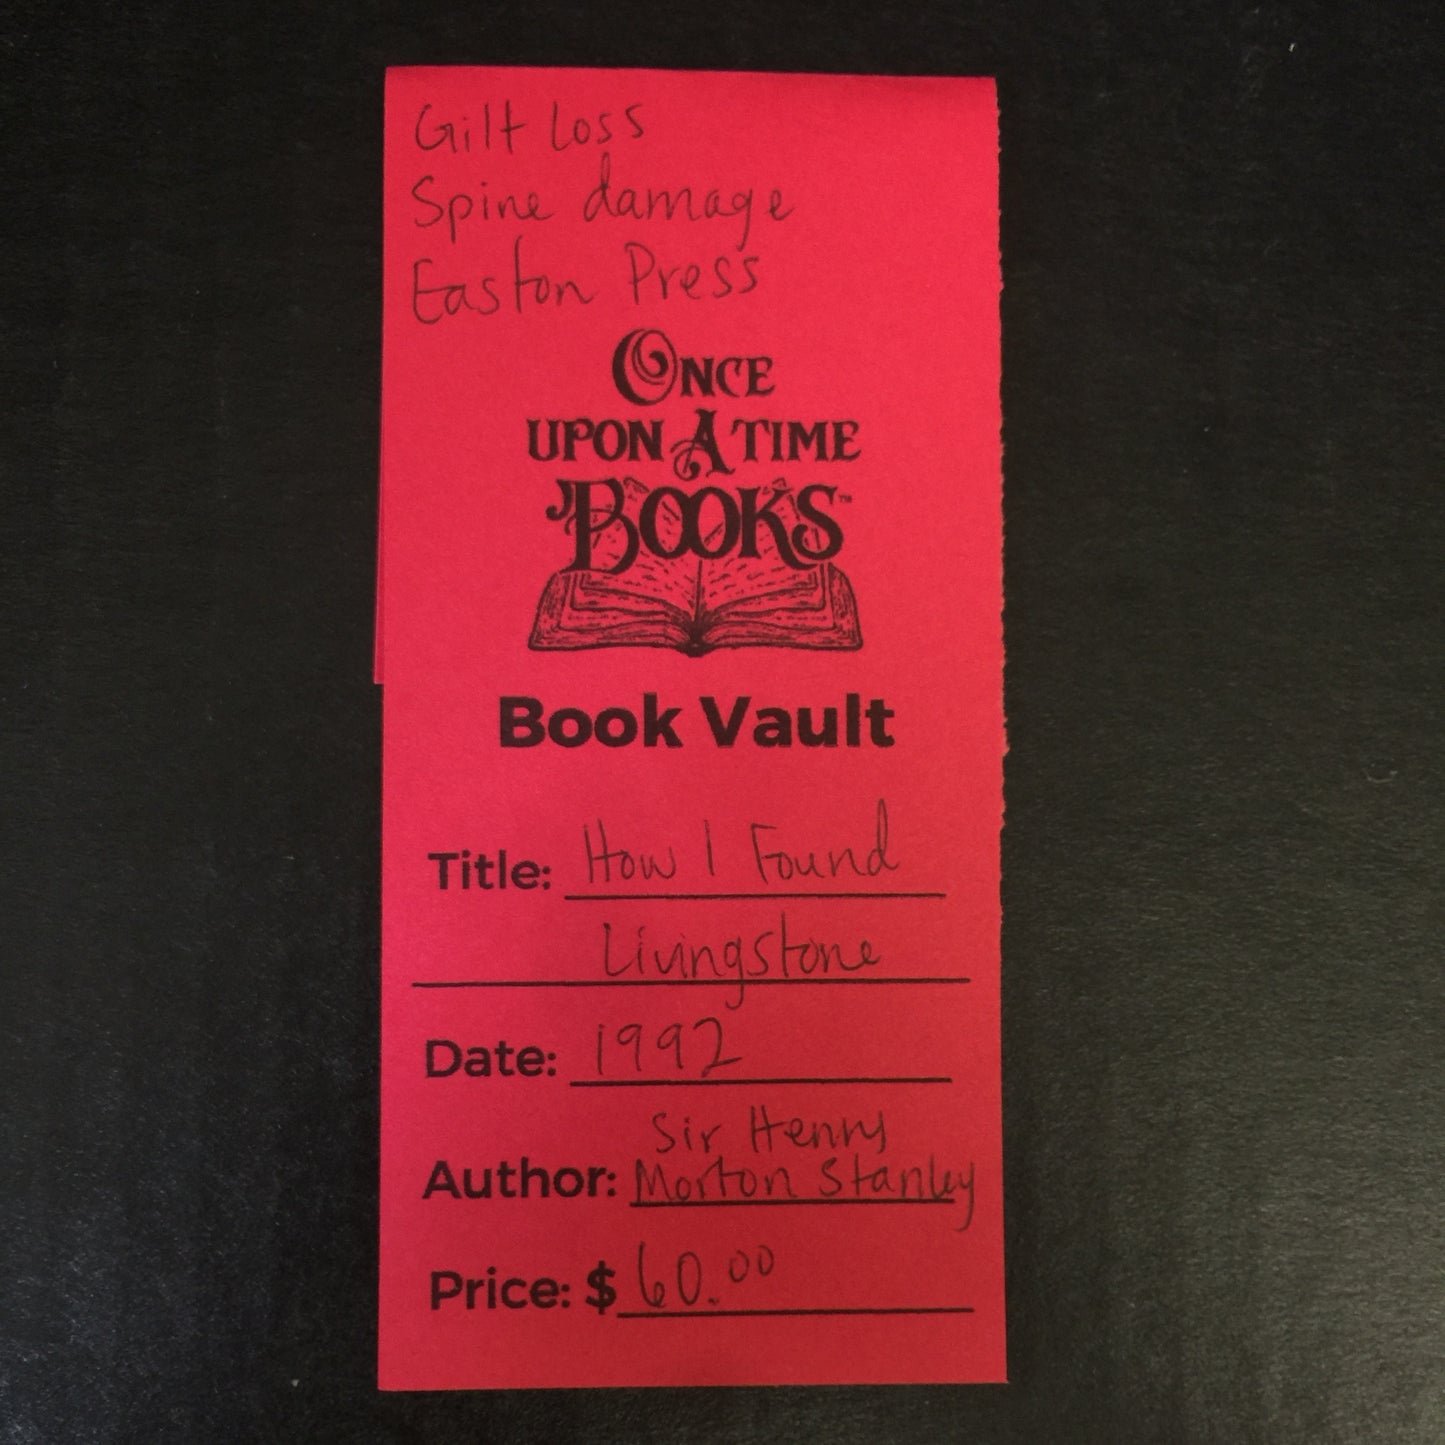 Gilt Loss
Spine damage
Easton Press
ONCE
UPON A TIME
BOOKS™
Book Vault
Title: How I Found
Livingstone
Date: 1992
Sir Henry
Author: Morton Stanley
Price: $ 60.00